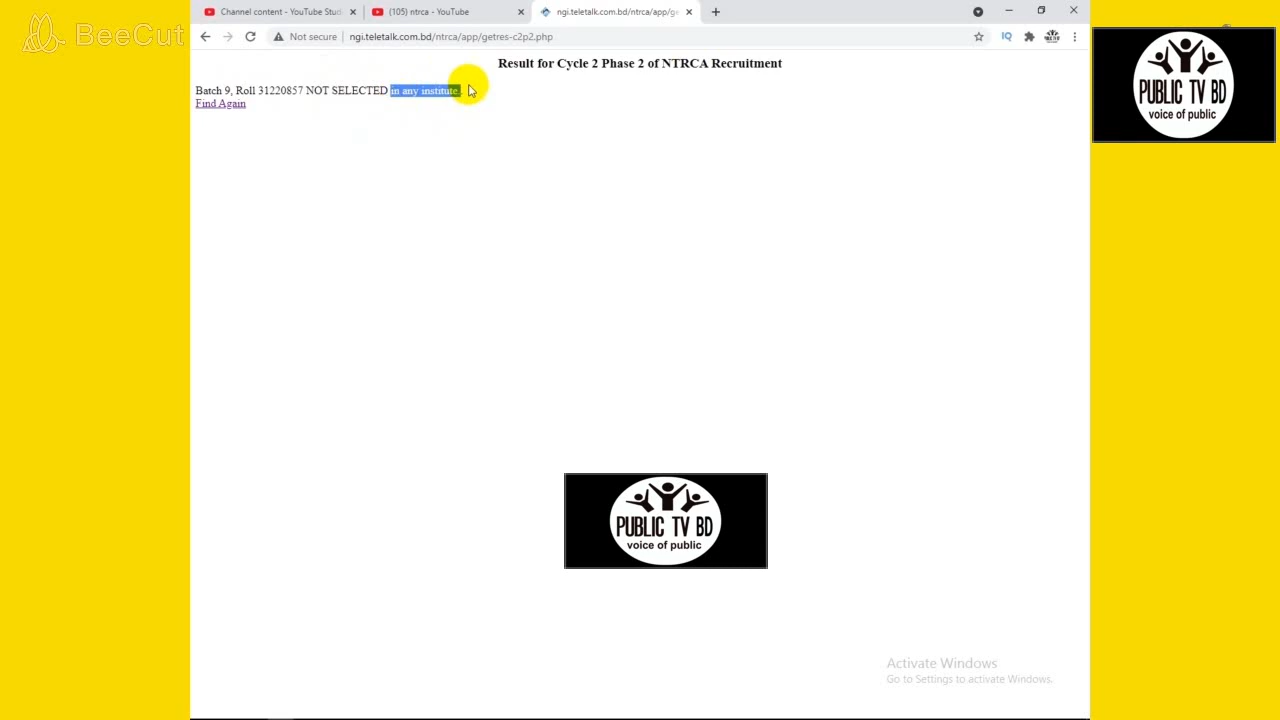 BeeCut
Channel content - YouTube Stud
(105) ntrca - YouTube
ngi.teletalk.com.bd/ntrca/app/ge
Not secure
ngi.teletalk.com.bd/ntrca/app/getres-c2p2.php
IQ
Result for Cycle 2 Phase 2 of NTRCA Recruitment
Batch 9, Roll 31220857 NOT SELECTED in any institute.
Find Again
PUBLIC TV BD
voice of public
PUBLIC TV BD
voice of public
Activate Windows
Go to Settings to activate Windows.